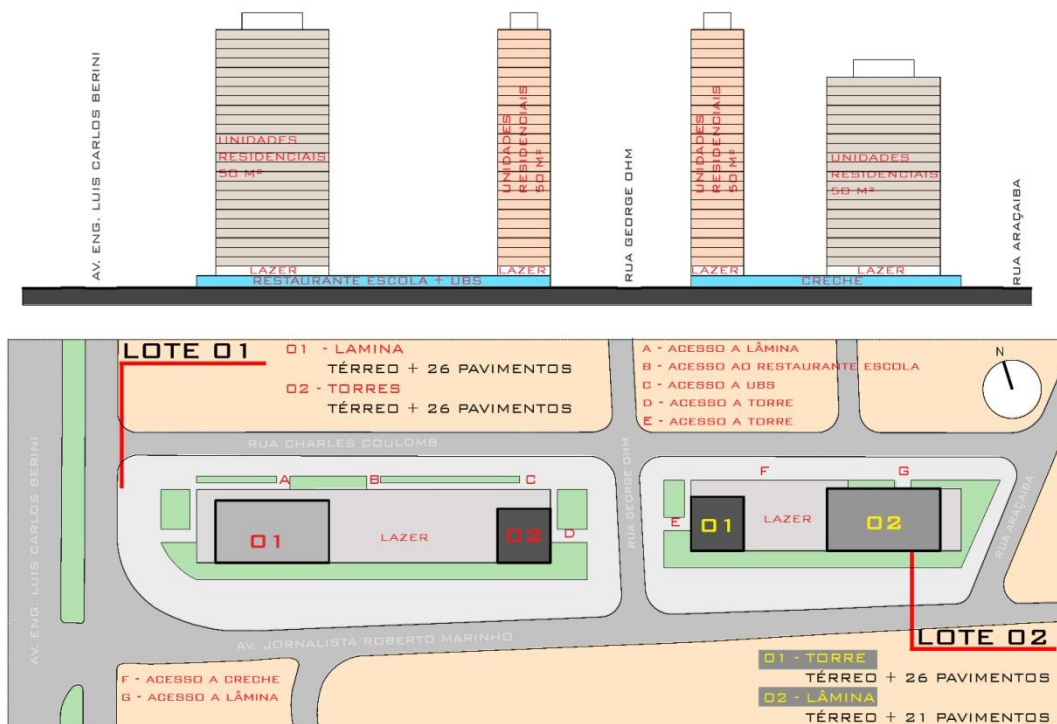 AV. ENG. LUIS CARLOS BERINI
UNIDADES
RESIDENCIAIS
50 M²
LAZER
RESTAURANTE ESCOLA + UBS
UNIDADES
RESIDENCIAIS
50 M²
LAZER
RUA GEORGE OHM
UNIDADES
RESIDENCIAIS
50 M²
LAZER
CRECHE
UNIDADES
RESIDENCIAIS
50 M²
LAZER
RUA ARAÇAIBA
LOTE 01
01 - LAMINA
TÉRREO + 26 PAVIMENTOS
02 - TORRES
TÉRREO + 26 PAVIMENTOS
A - ACESSO A LÂMINA
B - ACESSO AO RESTAURANTE ESCOLA
C - ACESSO A UBS
D - ACESSO A TORRE
E - ACESSO A TORRE
N
RUA CHARLES COULOMB
AV. ENG. LUIS CARLOS BERINI
A
B
C
01
LAZER
02
D
RUA GEORGE OHM
F
G
E
01
LAZER
02
RUA ARAÇAIBA
AV. JORNALISTA ROBERTO MARINHO
LOTE 02
F - ACESSO A CRECHE
G - ACESSO A LÂMINA
01 - TORRE
TÉRREO + 26 PAVIMENTOS
02 - LÂMINA
TÉRREO + 21 PAVIMENTOS